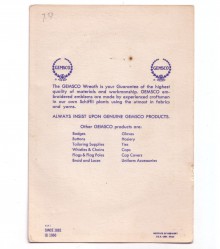 GEMSCO
GEMSCO
The GEMSCO Wreath is your Guarantee of the highest
quality of materials and workmanship. GEMSCO em-
broidered emblems are made by experienced craftsmen
in our own Schiffli plants using the utmost in fabrics
and yarns.
ALWAYS INSIST UPON GENUINE GEMSCO PRODUCTS.
Other GEMSCO products are:
Badges Gloves
Buttons Hosiery
Tailoring Supplies Ties
Whistles & Chains Caps
Flags & Flag Poles Cap Covers
Braid and Laces Uniform Accessories